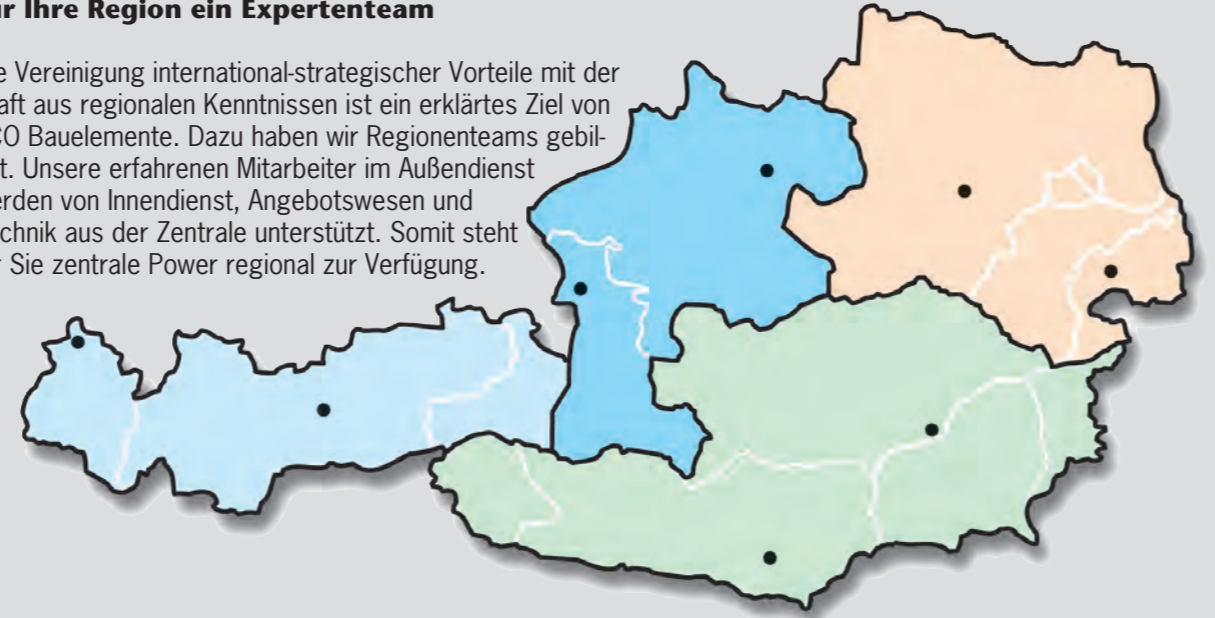 r Ihre Region ein Expertenteam
e Vereinigung international-strategischer Vorteile mit der
aft aus regionalen Kenntnissen ist ein erklärtes Ziel von
CO Bauelemente. Dazu haben wir Regionenteams gebil-
t. Unsere erfahrenen Mitarbeiter im Außendienst
erden von Innendienst, Angebotswesen und
chnik aus der Zentrale unterstützt. Somit steht
r Sie zentrale Power regional zur Verfügung.